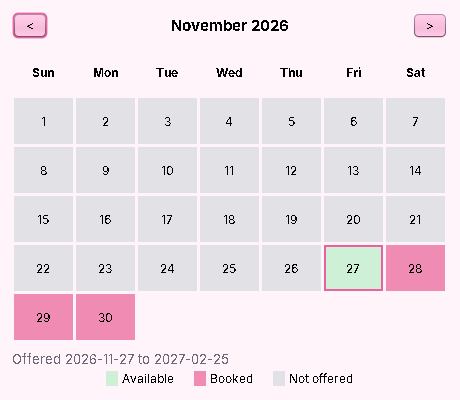 < November 2026 >
Sun Mon Tue Wed Thu Fri Sat
1 2 3 4 5 6 7
8 9 10 11 12 13 14
15 16 17 18 19 20 21
22 23 24 25 26 27 28
29 30
Offered 2026-11-27 to 2027-02-25
Available Booked Not offered